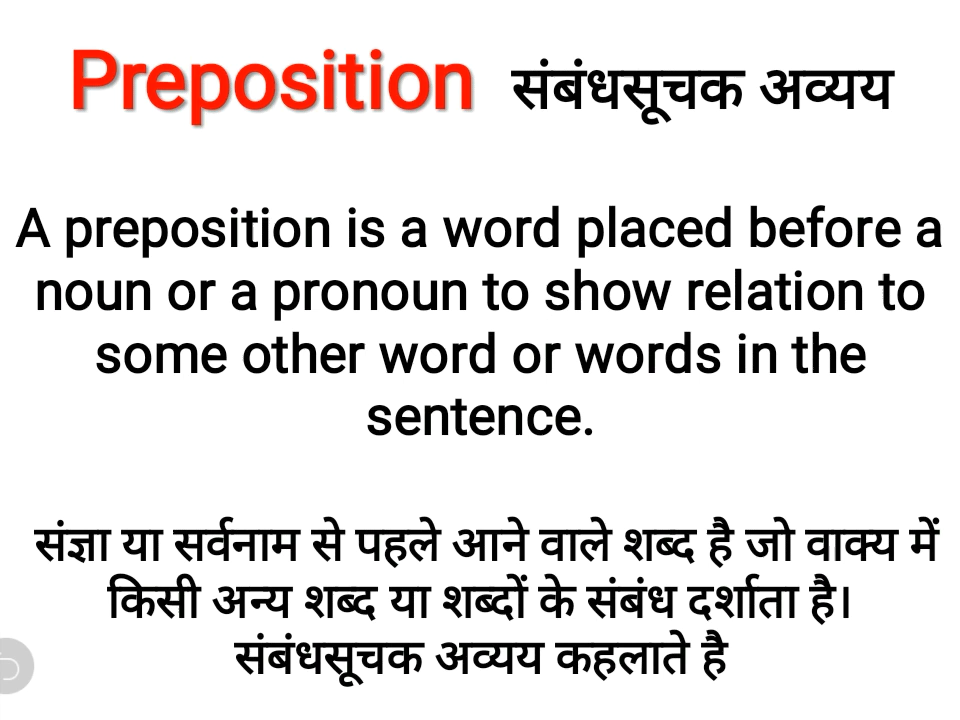 Preposition संबंधसूचक अव्यय
A preposition is a word placed before a
noun or a pronoun to show relation to
some other word or words in the
sentence.
संज्ञा या सर्वनाम से पहले आने वाले शब्द है जो वाक्य में
किसी अन्य शब्द या शब्दों के संबंध दर्शाता है।
संबंधसूचक अव्यय कहलाते है